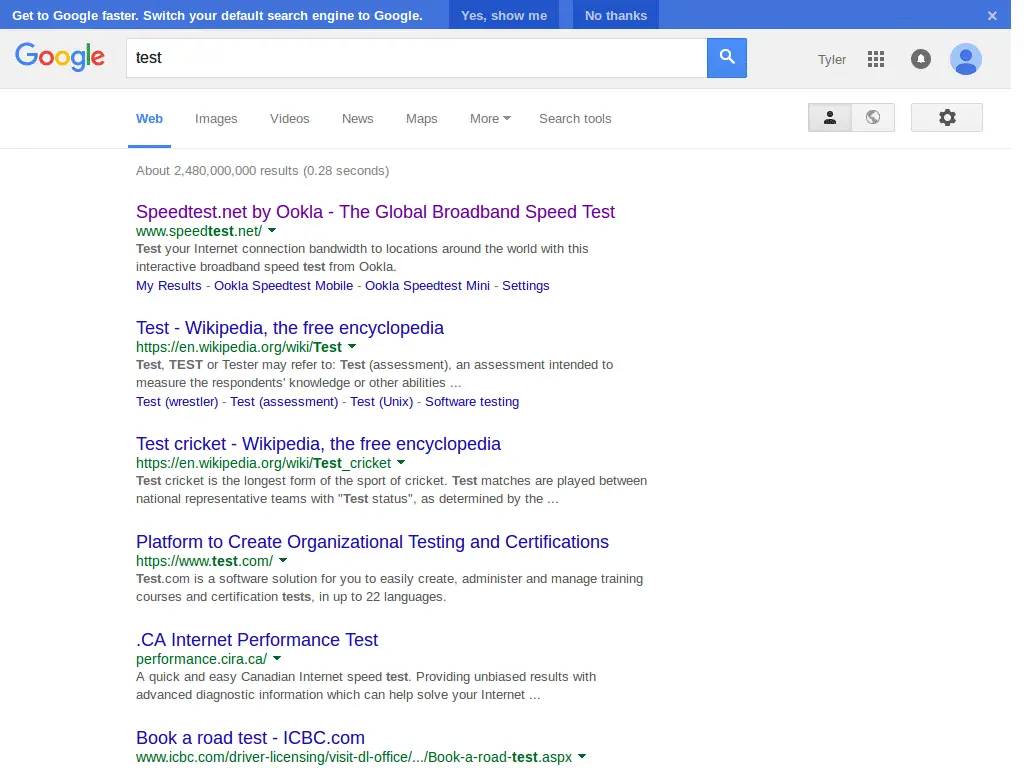 Get to Google faster. Switch your default search engine to Google. Yes, show me No thanks
Google test Tyler
Web Images Videos News Maps More Search tools
About 2,480,000,000 results (0.28 seconds)
Speedtest.net by Ookla - The Global Broadband Speed Test
www.speedtest.net/
Test your Internet connection bandwidth to locations around the world with this
interactive broadband speed test from Ookla.
My Results - Ookla Speedtest Mobile - Ookla Speedtest Mini - Settings
Test - Wikipedia, the free encyclopedia
https://en.wikipedia.org/wiki/Test
Test, TEST or Tester may refer to: Test (assessment), an assessment intended to
measure the respondents' knowledge or other abilities ...
Test (wrestler) - Test (assessment) - Test (Unix) - Software testing
Test cricket - Wikipedia, the free encyclopedia
https://en.wikipedia.org/wiki/Test_cricket
Test cricket is the longest form of the sport of cricket. Test matches are played between
national representative teams with "Test status", as determined by the ...
Platform to Create Organizational Testing and Certifications
https://www.test.com/
Test.com is a software solution for you to easily create, administer and manage training
courses and certification tests, in up to 22 languages.
.CA Internet Performance Test
performance.cira.ca/
A quick and easy Canadian Internet speed test. Providing unbiased results with
advanced diagnostic information which can help solve your Internet ...
Book a road test - ICBC.com
www.icbc.com/driver-licensing/visit-dl-office/.../Book-a-road-test.aspx